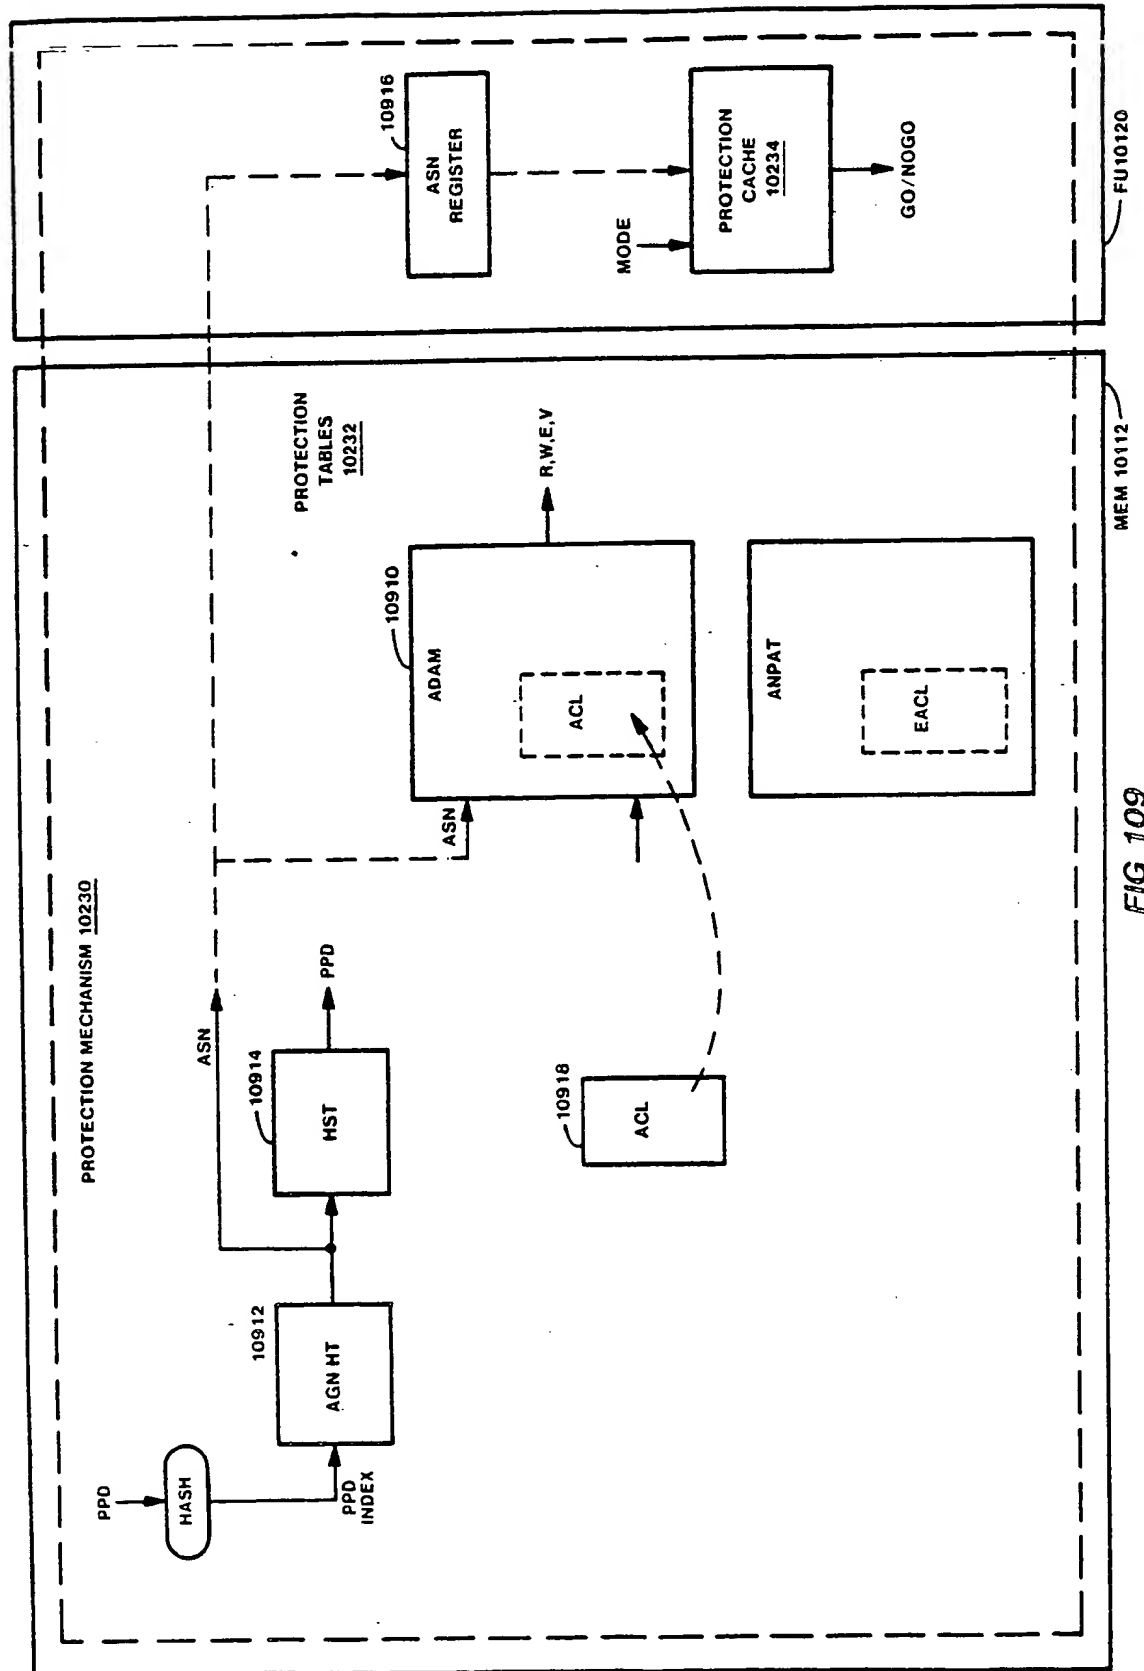 PROTECTION MECHANISM 10230
PPD
HASH
PPD
INDEX
10912
AGN HT
ASN
10914
HST
PPD
10918
ACL
ASN
10910
ADAM
ACL
R,W,E,V
PROTECTION
TABLES
10232
ANPAT
EACL
MEM 10112
10916
ASN
REGISTER
MODE
PROTECTION
CACHE
10234
GO/NOGO
FU10120
FIG 109